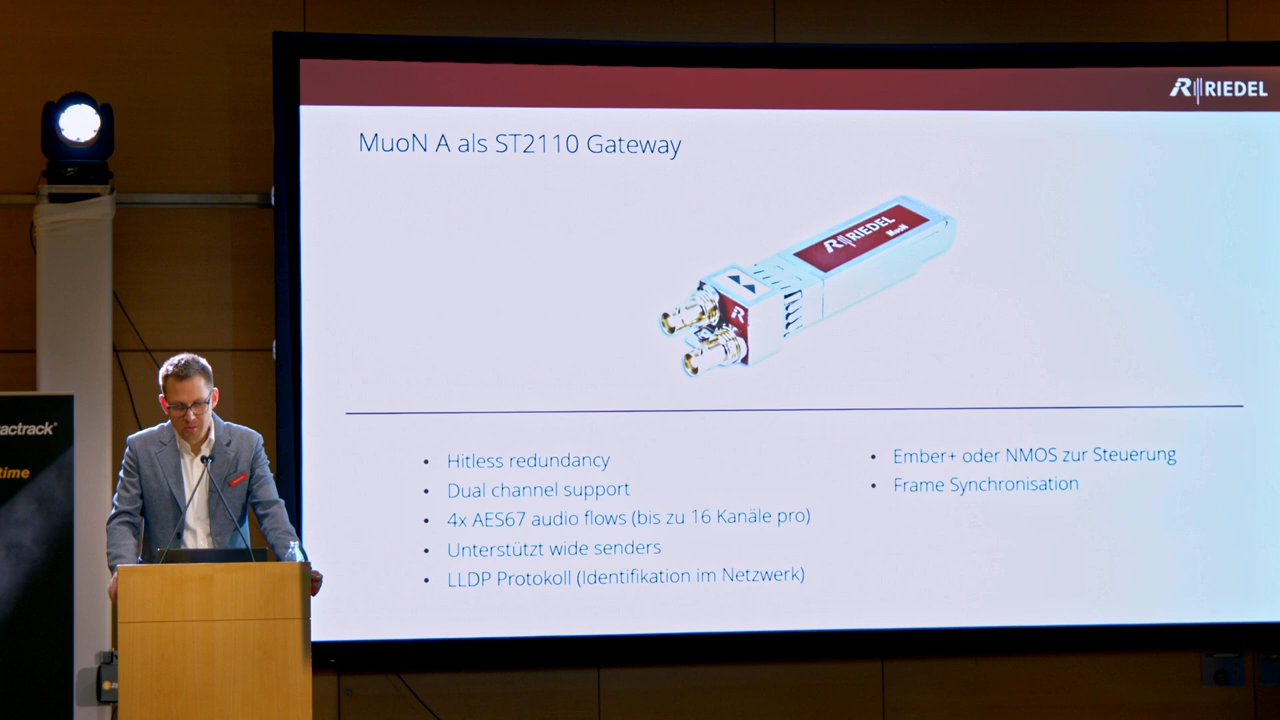 RIEDEL
MuoN A als ST2110 Gateway
RIEDEL
MuoN
R
actrack
time
• Hitless redundancy
• Dual channel support
• 4x AES67 audio flows (bis zu 16 Kanäle pro)
• Unterstützt wide senders
• LLDP Protokoll (Identifikation im Netzwerk)
• Ember+ oder NMOS zur Steuerung
• Frame Synchronisation